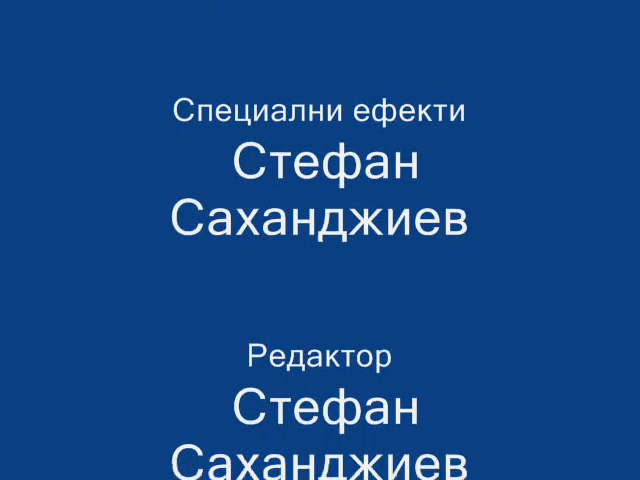 Специални ефекти
Стефан
Саханджиев
Редактор
Стефан
Саханджиев